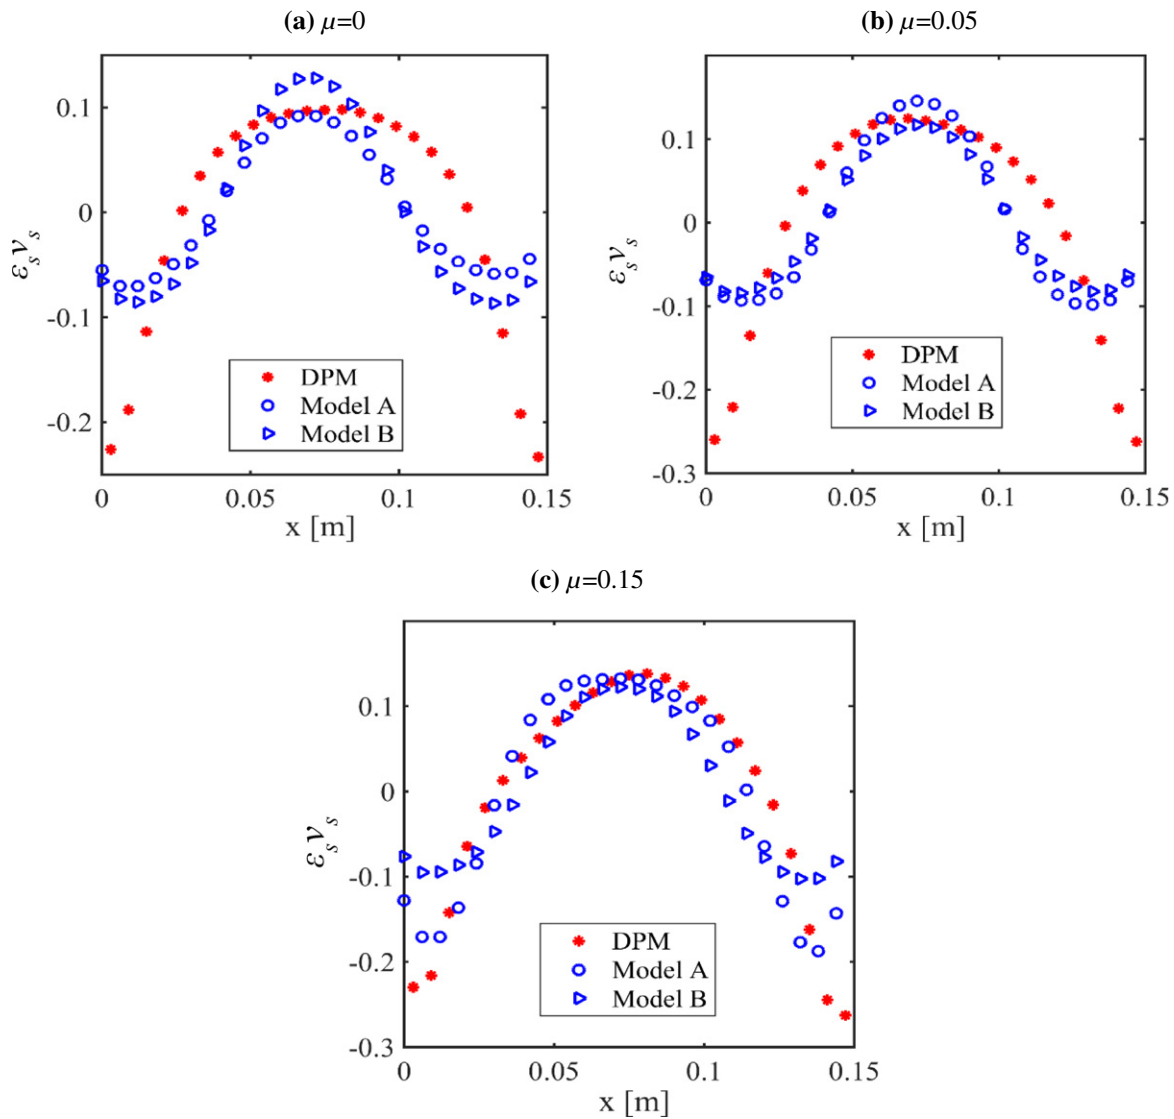 (a) μ=0
0.1
0
-0.1
-0.2
ε_s v_s
DPM
Model A
Model B
0 0.05 0.1 0.15
x [m]
(b) μ=0.05
0.1
0
-0.1
-0.2
-0.3
ε_s v_s
DPM
Model A
Model B
0 0.05 0.1 0.15
x [m]
(c) μ=0.15
0.1
0
-0.1
-0.2
-0.3
ε_s v_s
DPM
Model A
Model B
0 0.05 0.1 0.15
x [m]